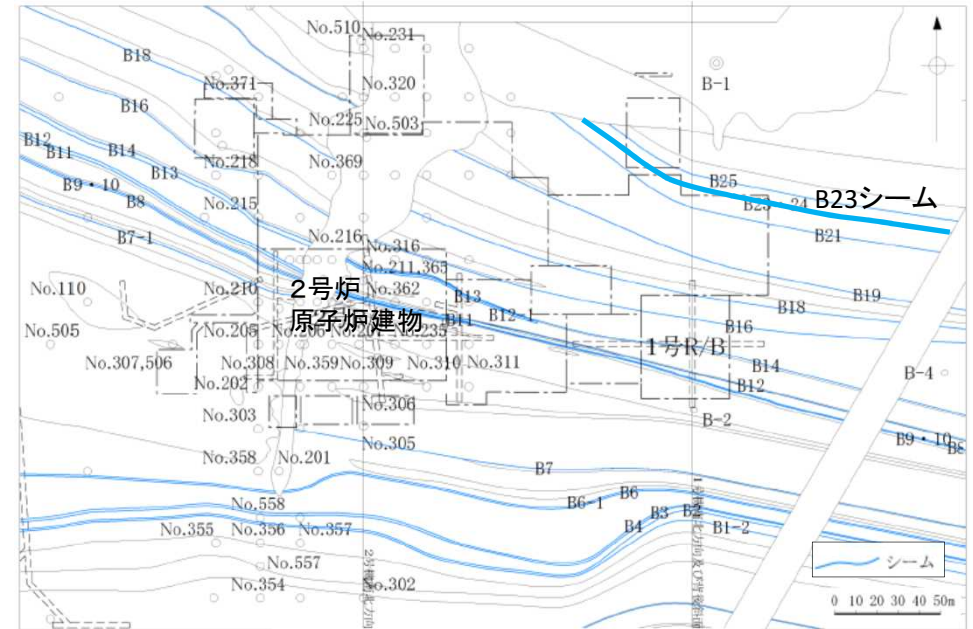 No.510
No.231
B18
No.371
No.320
B-1
B16
No.225
No.503
B12
B11
B14
No.218
No.369
B13
B9・10
B25
B8
B23シーム
No.215
B7-1
No.216
B21
No.316
No.211,365
No.110
No.210
2号炉
No.362
B13
B19
B18
原子炉建物
B12-1
B11
B16
No.505
No.205
No.235
1号R/B
No.307,506
No.308
No.359
No.309
No.310
No.311
B14
B-4
No.202
B12
No.303
No.306
B-2
No.305
B9・10
B8
No.358
No.201
B7
B6
No.558
B6-1
B3
B4
B1-2
No.355
No.356
No.357
No.557
シーム
No.354
No.302
0 10 20 30 40 50m